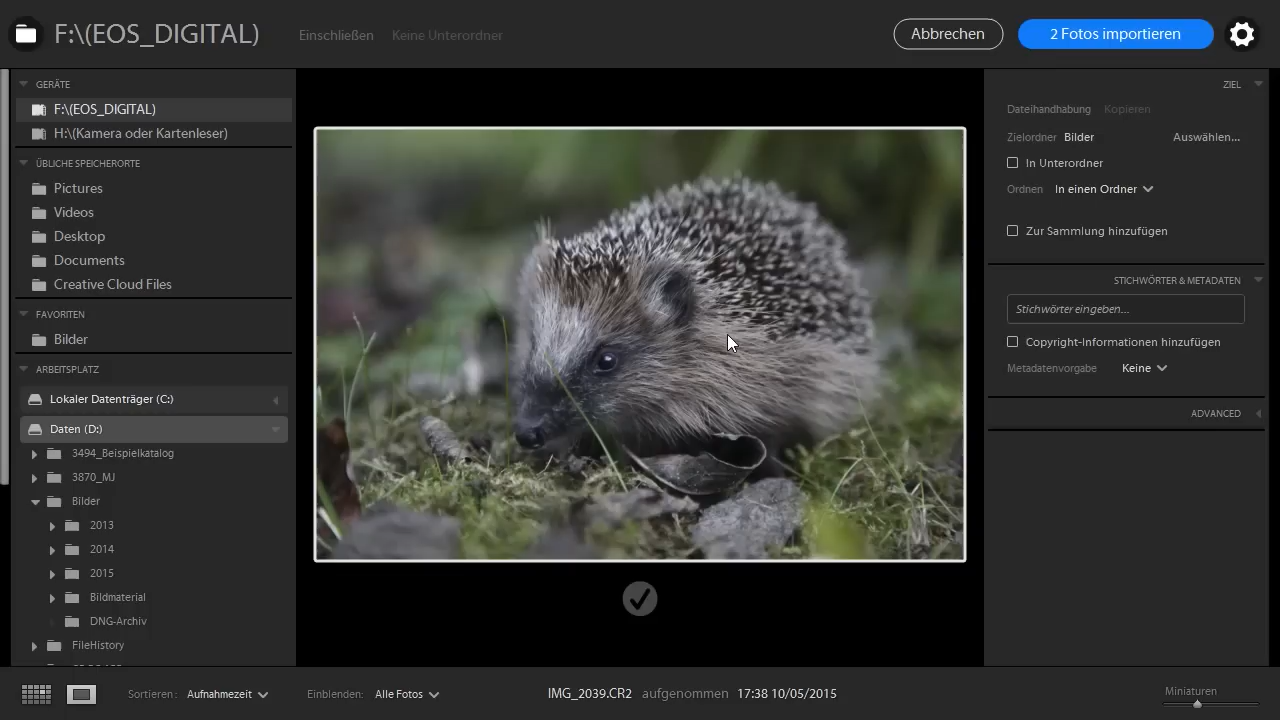 F:\(EOS_DIGITAL)
Einschließen Keine Unterordner
Abbrechen
2 Fotos importieren
GERÄTE
F:\(EOS_DIGITAL)
H:\(Kamera oder Kartenleser)
ÜBLICHE SPEICHERORTE
Pictures
Videos
Desktop
Documents
Creative Cloud Files
FAVORITEN
Bilder
ARBEITSPLATZ
Lokaler Datenträger (C:)
Daten (D:)
3494_Beispielkatalog
3870_MJ
Bilder
2013
2014
2015
Bildmaterial
DNG-Archiv
FileHistory
ZIEL
Dateihandhabung Kopieren
Zielordner Bilder Auswählen...
In Unterordner
Ordnen In einen Ordner
Zur Sammlung hinzufügen
STICHWÖRTER & METADATEN
Stichwörter eingeben...
Copyright-Informationen hinzufügen
Metadatenvorgabe Keine
ADVANCED
Sortieren: Aufnahmezeit
Einblenden: Alle Fotos
IMG_2039.CR2 aufgenommen 17:38 10/05/2015
Miniaturen